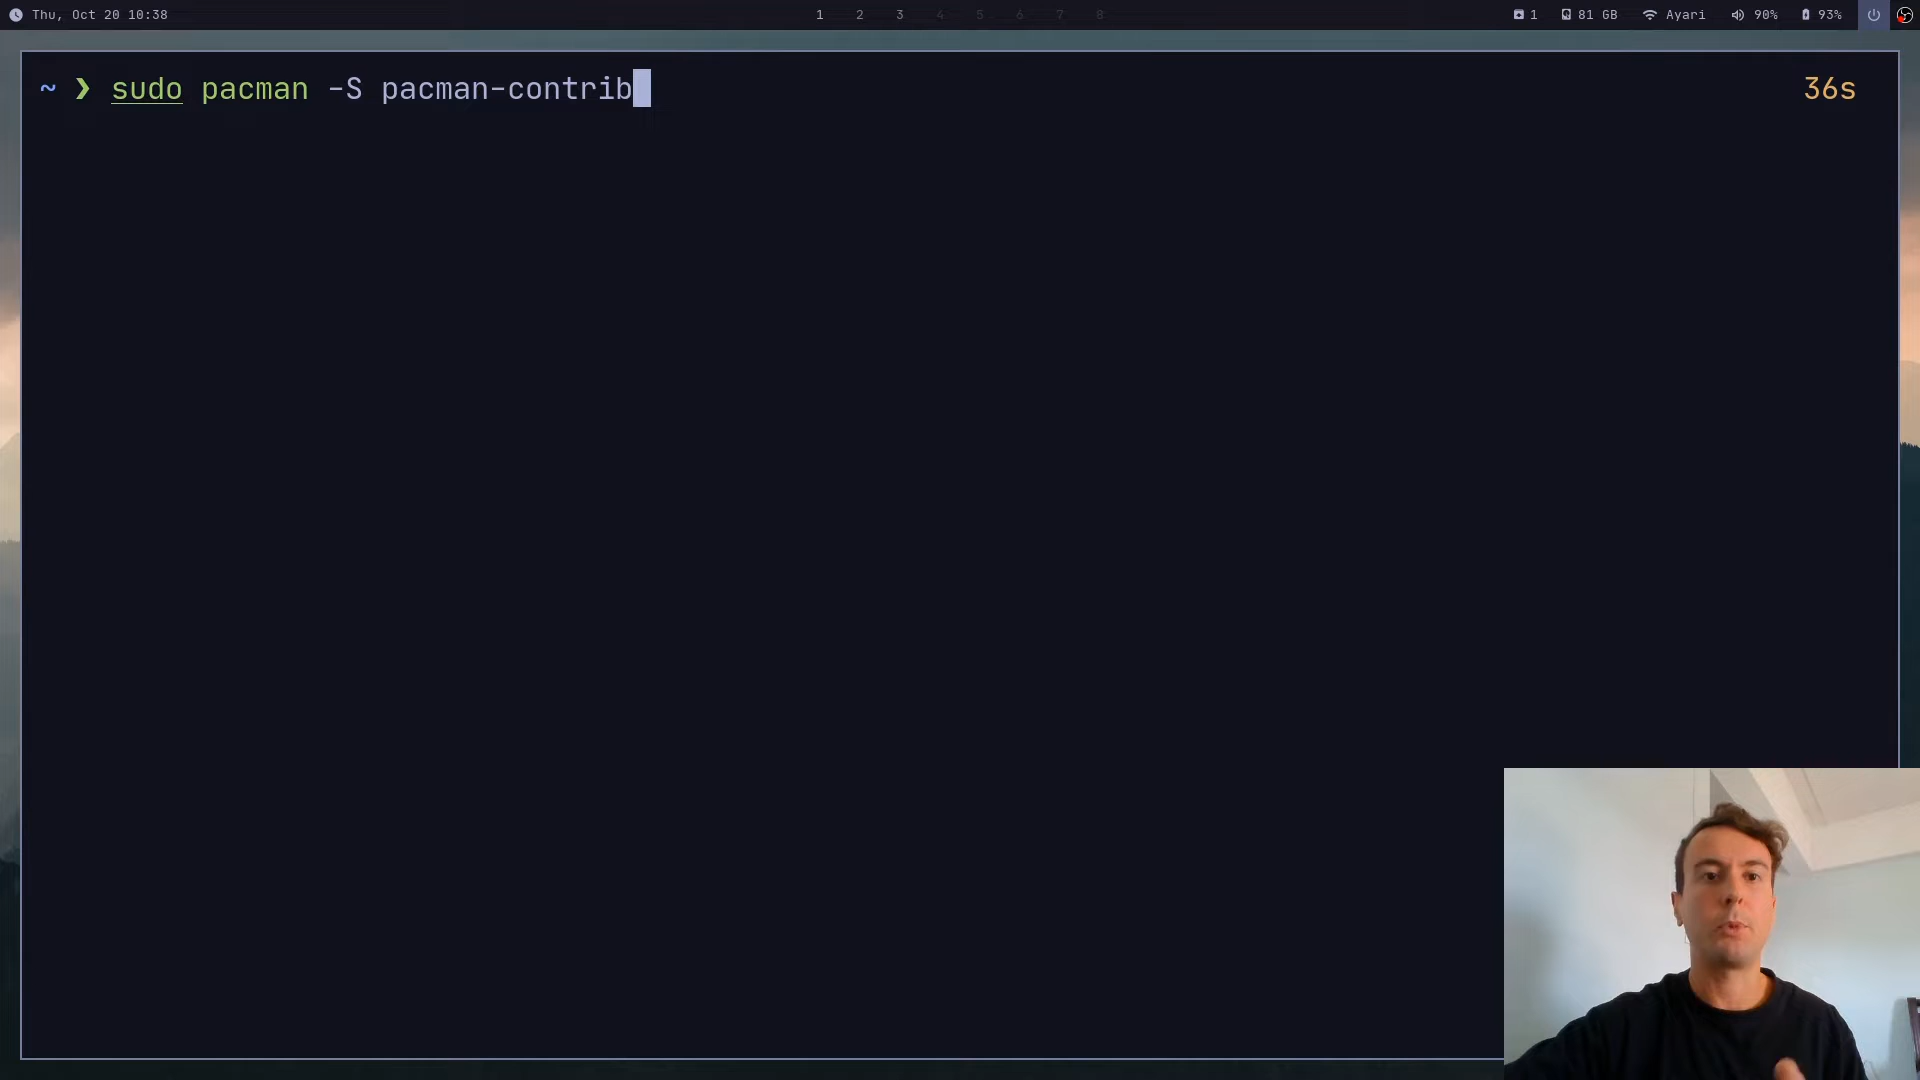 Thu, Oct 20 10:38
1 2 3 4 5 6 7 8
1 81 GB Ayari 90% 93%
~ ❯ sudo pacman -S pacman-contrib
36s